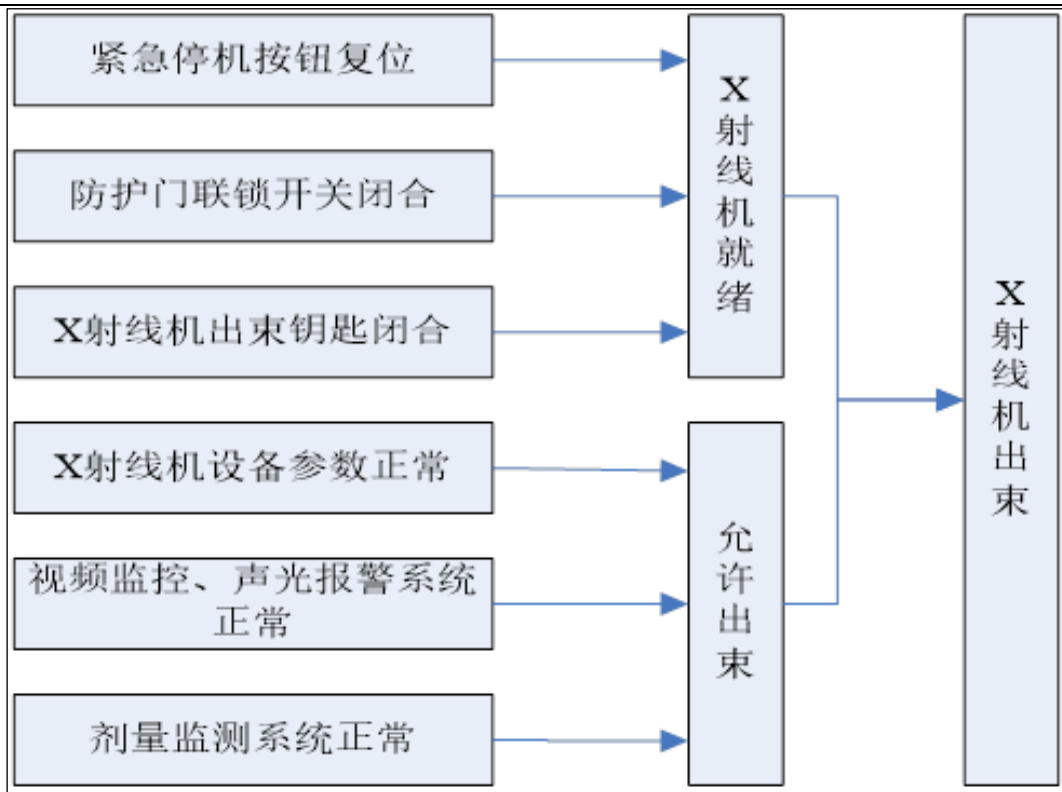 紧急停机按钮复位
防护门联锁开关闭合
X射线机出束钥匙闭合
X射线机设备参数正常
视频监控、声光报警系统
正常
剂量监测系统正常
X射线机就绪
允许出束
X射线机出束